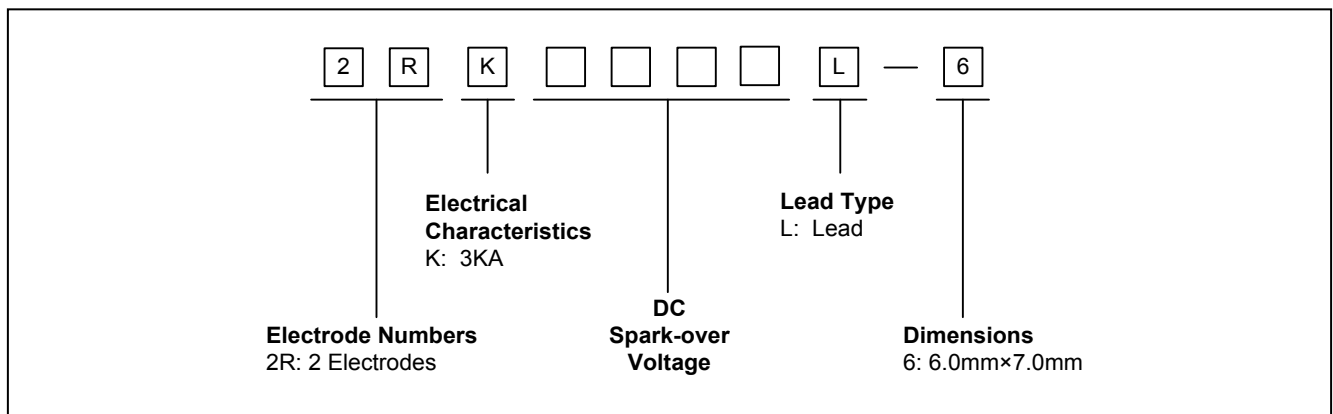 2 R K L — 6
Electrical
Characteristics
K: 3KA
Lead Type
L: Lead
Electrode Numbers
2R: 2 Electrodes
DC
Spark-over
Voltage
Dimensions
6: 6.0mm×7.0mm